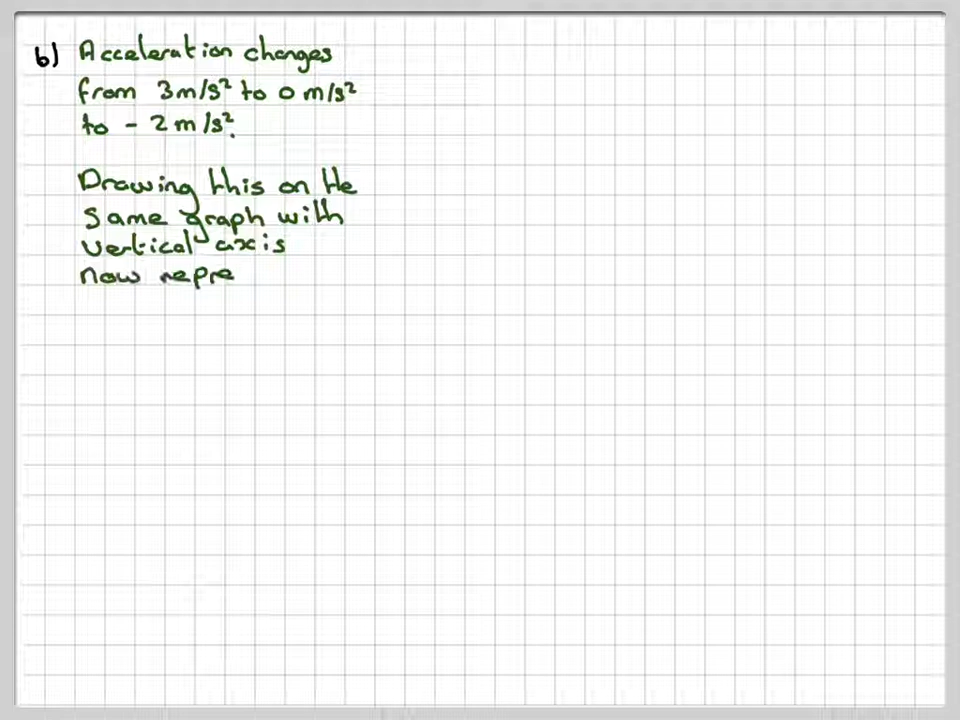 b) Acceleration changes
from 3m/s² to 0 m/s²
to - 2m/s².
Drawing this on the
same graph with
vertical axis
now repre